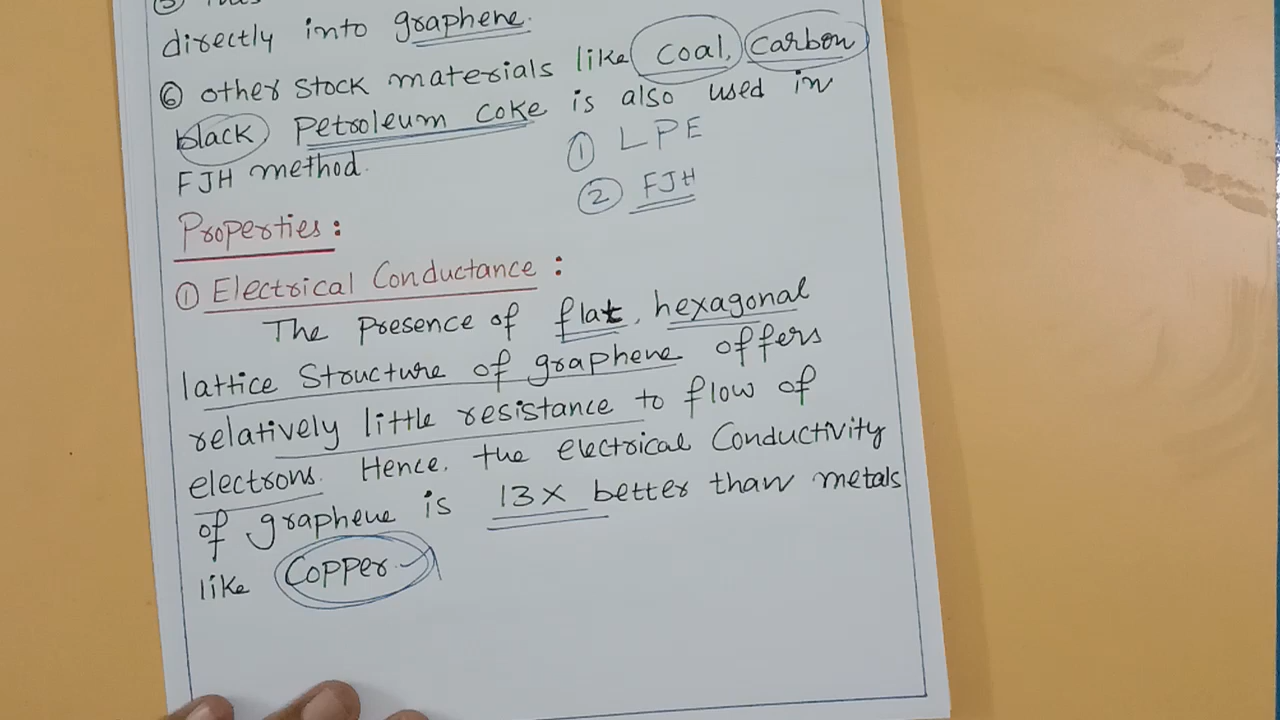 directly into graphene.
⑥ other stock materials like coal, carbon
black Petroleum coke is also used in
FJH method.
① LPE
② FJH
Properties:
① Electrical Conductance:
The presence of flat, hexagonal
lattice structure of graphene offers
relatively little resistance to flow of
electrons. Hence, the electrical Conductivity
of graphene is 13X better than metals
like Copper